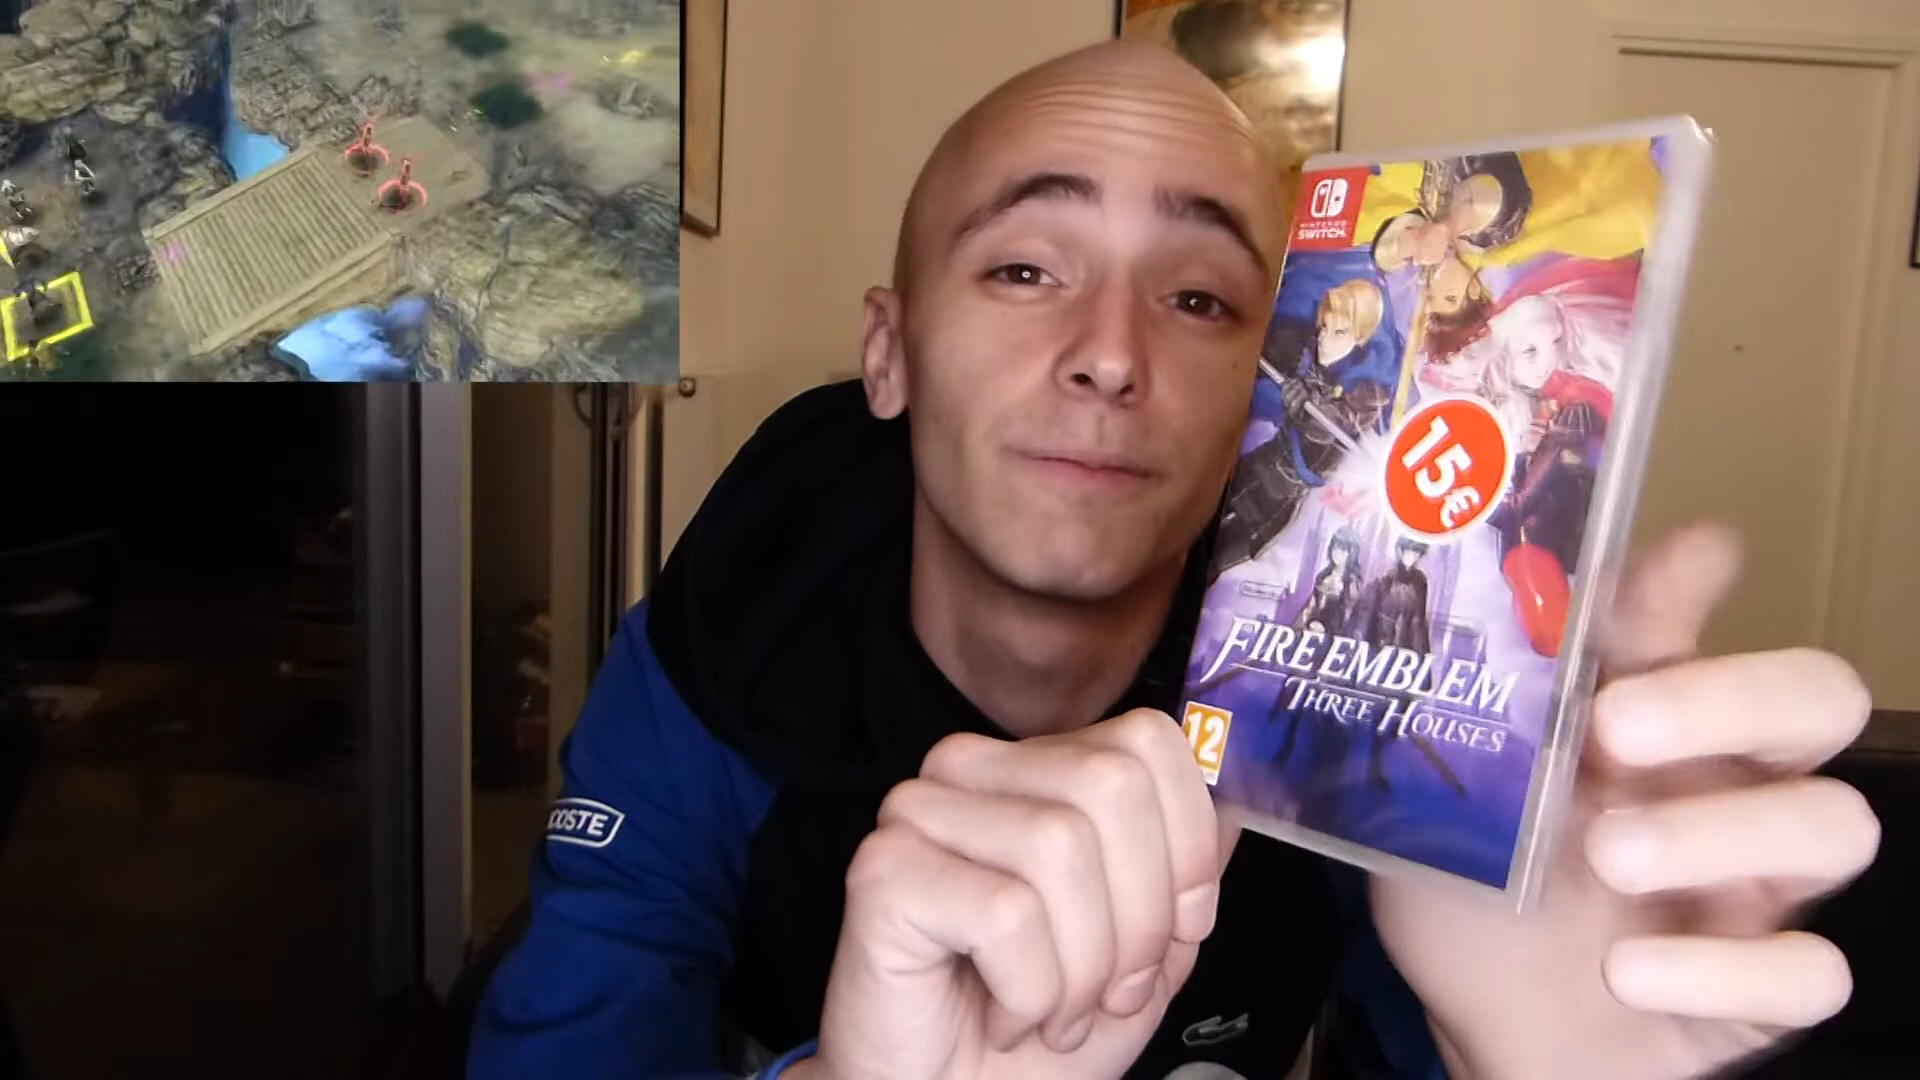 NINTENDO
SWITCH
15€
FIRE EMBLEM
THREE HOUSES
12
COSTE